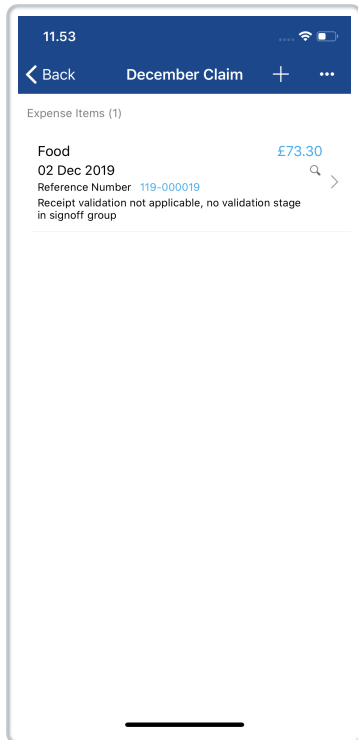 11.53
Back
December Claim
Expense Items (1)
Food
£73.30
02 Dec 2019
Reference Number 119-000019
Receipt validation not applicable, no validation stage
in signoff group